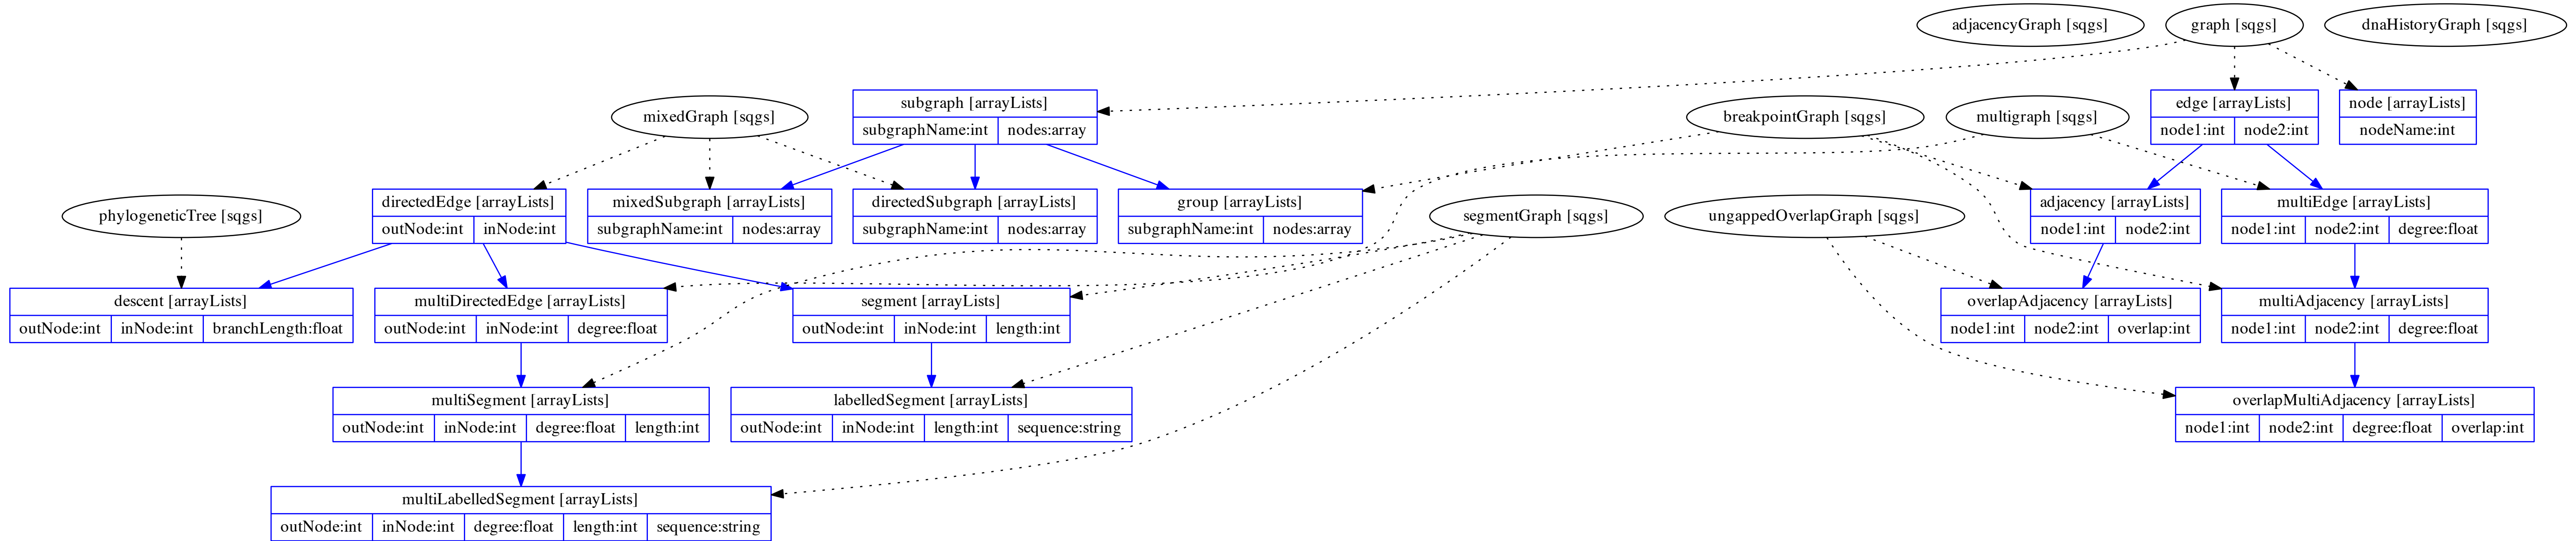 adjacencyGraph [sqgs]
graph [sqgs]
dnaHistoryGraph [sqgs]
subgraph [arrayLists]
subgraphName:int nodes:array
mixedGraph [sqgs]
breakpointGraph [sqgs]
multigraph [sqgs]
edge [arrayLists]
node1:int node2:int
node [arrayLists]
nodeName:int
phylogeneticTree [sqgs]
directedEdge [arrayLists]
outNode:int inNode:int
mixedSubgraph [arrayLists]
subgraphName:int nodes:array
directedSubgraph [arrayLists]
subgraphName:int nodes:array
group [arrayLists]
subgraphName:int nodes:array
segmentGraph [sqgs]
ungappedOverlapGraph [sqgs]
adjacency [arrayLists]
node1:int node2:int
multiEdge [arrayLists]
node1:int node2:int degree:float
descent [arrayLists]
outNode:int inNode:int branchLength:float
multiDirectedEdge [arrayLists]
outNode:int inNode:int degree:float
segment [arrayLists]
outNode:int inNode:int length:int
overlapAdjacency [arrayLists]
node1:int node2:int overlap:int
multiAdjacency [arrayLists]
node1:int node2:int degree:float
multiSegment [arrayLists]
outNode:int inNode:int degree:float length:int
labelledSegment [arrayLists]
outNode:int inNode:int length:int sequence:string
overlapMultiAdjacency [arrayLists]
node1:int node2:int degree:float overlap:int
multiLabelledSegment [arrayLists]
outNode:int inNode:int degree:float length:int sequence:string